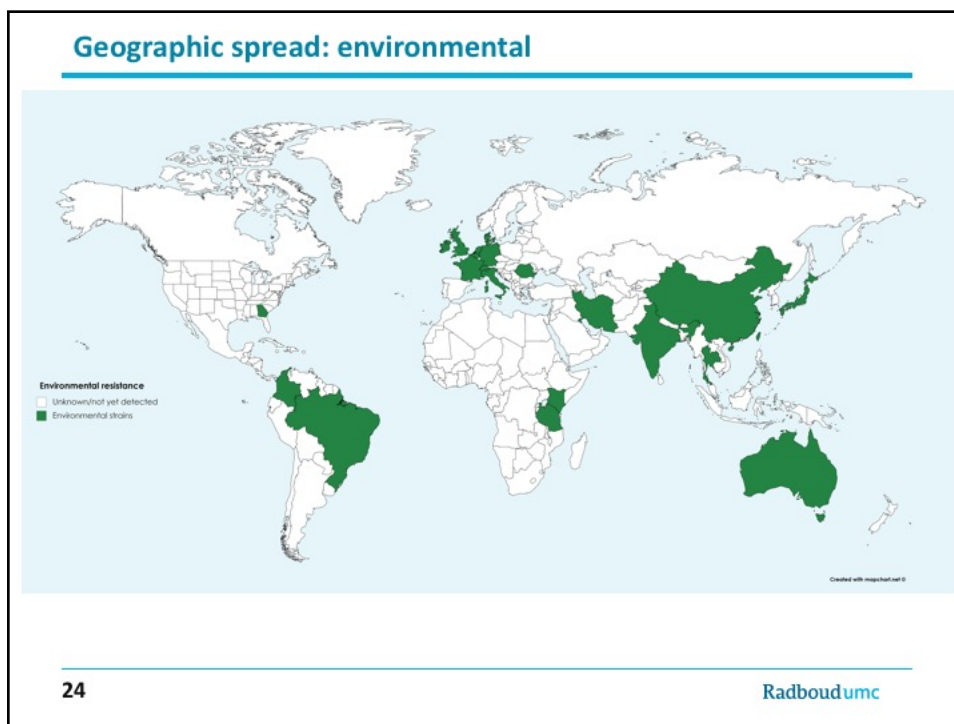 Geographic spread: environmental
Environmental resistance
Unknown/not yet detected
Environmental strains
Created with mapchart.net ©
24
Radboudumc